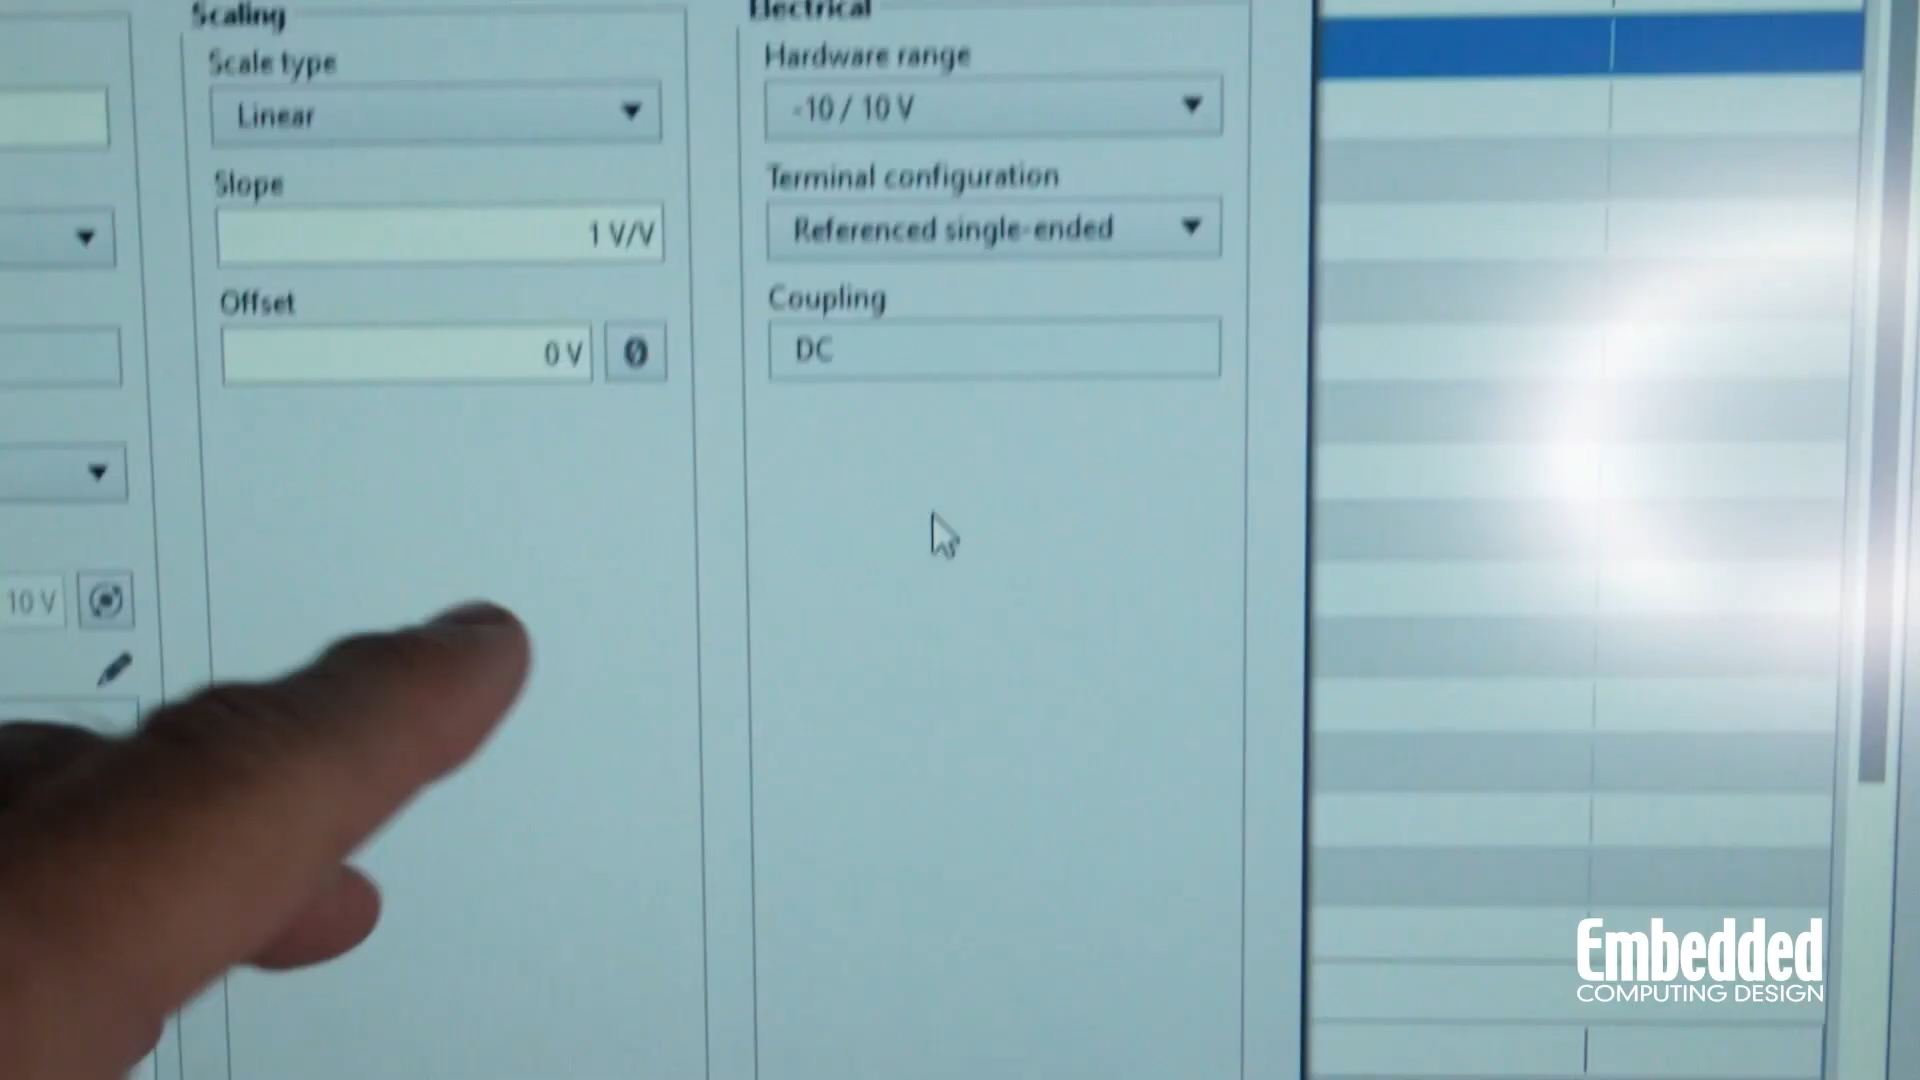 Scaling
Scale type
Linear
Slope
1 V/V
Offset
0 V
Electrical
Hardware range
-10 / 10 V
Terminal configuration
Referenced single-ended
Coupling
DC
10 V
Embedded
COMPUTING DESIGN